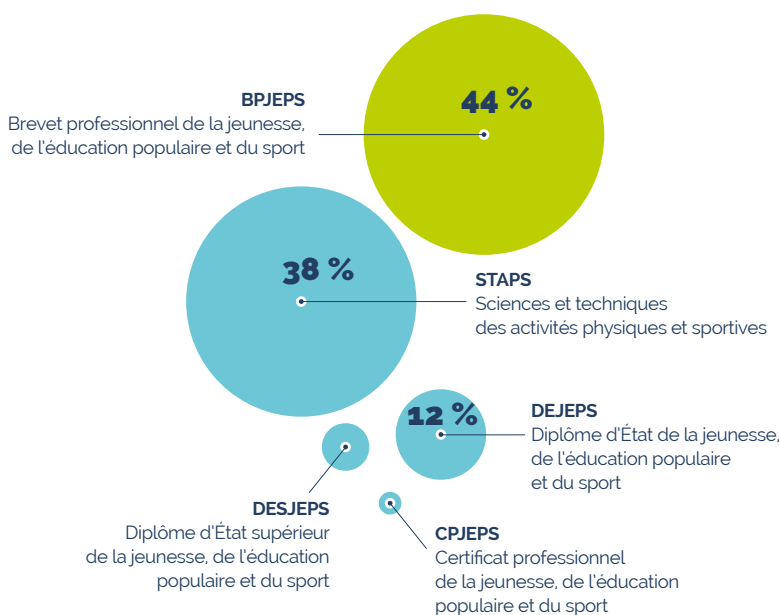 44 %
BPJEPS
Brevet professionnel de la jeunesse,
de l'éducation populaire et du sport
38 %
STAPS
Sciences et techniques
des activités physiques et sportives
12 %
DEJEPS
Diplôme d'État de la jeunesse,
de l'éducation populaire
et du sport
DESJEPS
Diplôme d'État supérieur
de la jeunesse, de l'éducation
populaire et du sport
CPJEPS
Certificat professionnel
de la jeunesse, de l'éducation
populaire et du sport